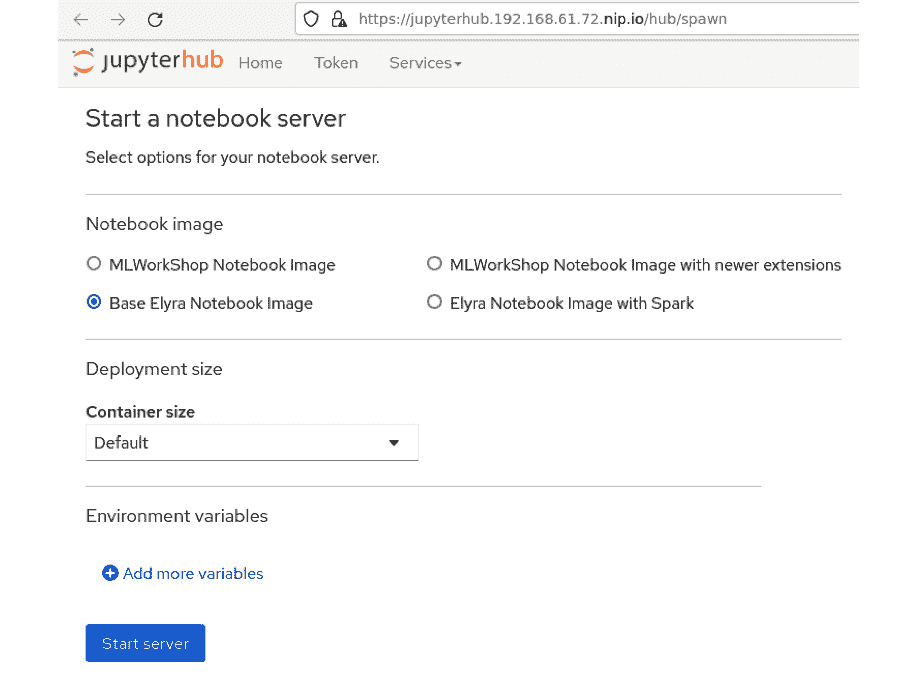 https://jupyterhub.192.168.61.72.nip.io/hub/spawn
jupyterhub Home Token Services
Start a notebook server
Select options for your notebook server.
Notebook image
MLWorkShop Notebook Image MLWorkShop Notebook Image with newer extensions
Base Elyra Notebook Image Elyra Notebook Image with Spark
Deployment size
Container size
Default
Environment variables
Add more variables
Start server